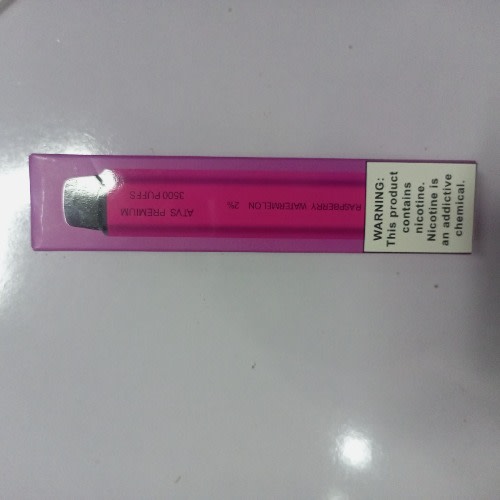 ATVS PREMIUM
3500 PUFFS
RASPBERRY WATERMELON 2%
WARNING:
This product
contains
nicotine.
Nicotine is
an addictive
chemical.